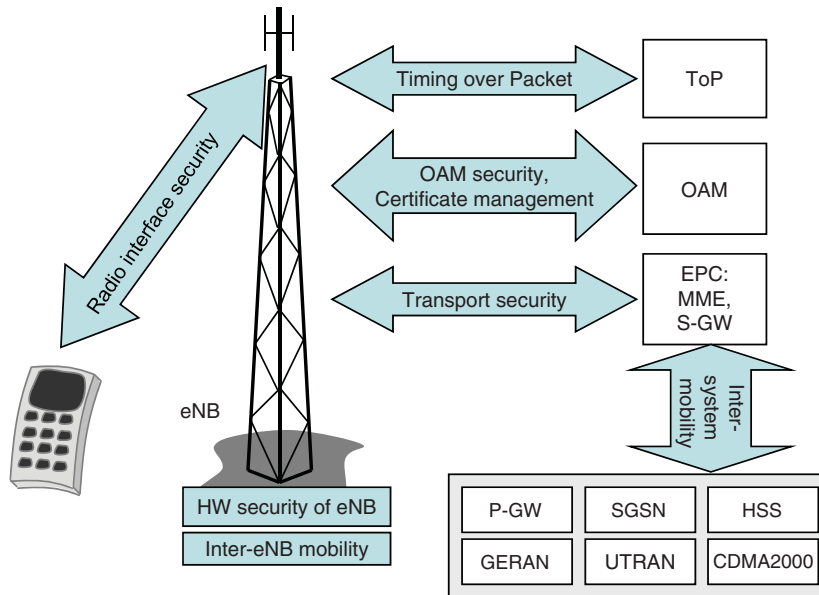 Timing over Packet
ToP
Radio interface security
OAM security,
Certificate management
OAM
Transport security
EPC:
MME,
S-GW
Inter-
system
mobility
eNB
HW security of eNB
Inter-eNB mobility
P-GW
SGSN
HSS
GERAN
UTRAN
CDMA2000